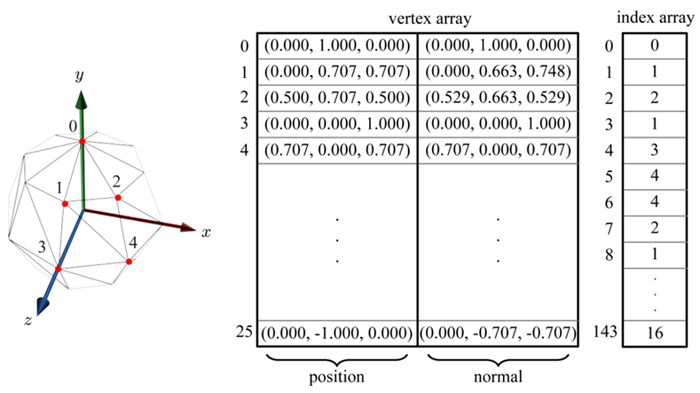 vertex array
index array
0 (0.000, 1.000, 0.000) (0.000, 1.000, 0.000) 0 0
1 (0.000, 0.707, 0.707) (0.000, 0.663, 0.748) 1 1
2 (0.500, 0.707, 0.500) (0.529, 0.663, 0.529) 2 2
3 (0.000, 0.000, 1.000) (0.000, 0.000, 1.000) 3 1
4 (0.707, 0.000, 0.707) (0.707, 0.000, 0.707) 4 3
5 4
6 4
7 2
8 1
. . .
. . .
. . .
25 (0.000, -1.000, 0.000) (0.000, -0.707, -0.707) 143 16
position normal
y
0
1 2
x
3 4
z